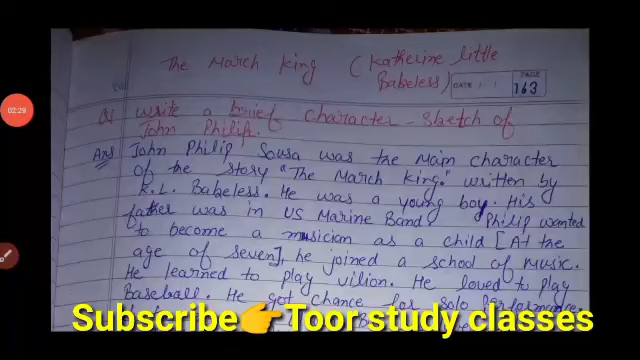 02:29
The March King (Katherine little
Babeless)
DATE
PAGE
163
Q1 write a brief character-sketch of
John Philip.
Ans John Philip Sousa was the Main character
of the story "The March King." written by
K.L. Babeless. He was a young boy. His
father was in US Marine Band. Philip wanted
to become a musician as a child [At the
age of seven], he joined a school of Music.
He learned to play vilion. He loved to play
Baseball. He got chance for solo Performance
Subscribe👉Toor study classes